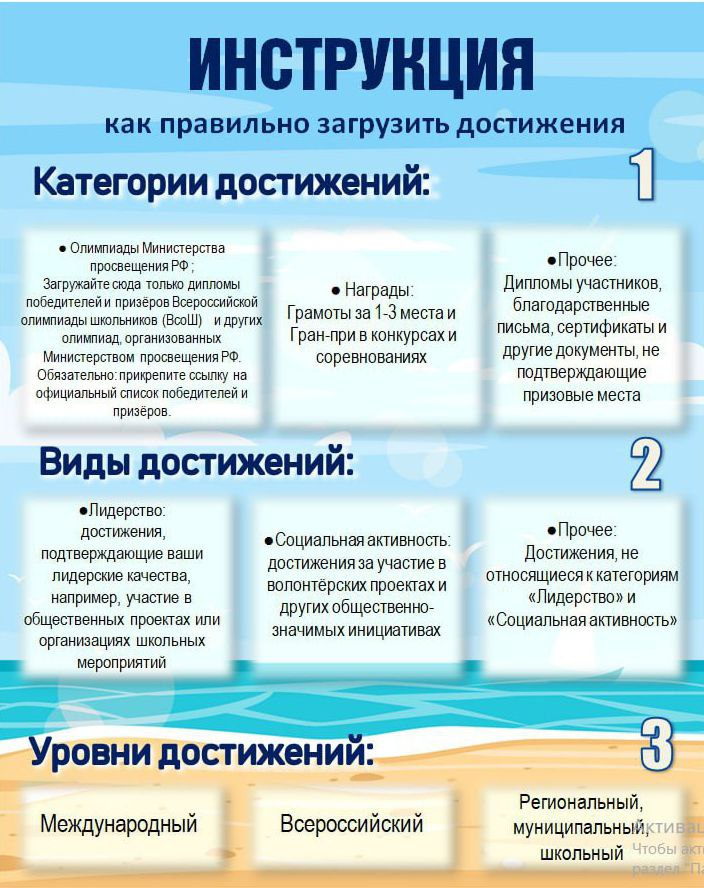 ИНСТРУКЦИЯ
как правильно загрузить достижения
Категории достижений:
1
● Олимпиады Министерства
просвещения РФ ;
Загружайте сюда только дипломы
победителей и призёров Всероссийской
олимпиады школьников (ВсоШ) и других
олимпиад, организованных
Министерством просвещения РФ.
Обязательно: прикрепите ссылку на
официальный список победителей и
призёров.
● Награды:
Грамоты за 1-3 места и
Гран-при в конкурсах и
соревнованиях
●Прочее:
Дипломы участников,
благодарственные
письма, сертификаты и
другие документы, не
подтверждающие
призовые места
Виды достижений:
2
●Лидерство:
достижения,
подтверждающие ваши
лидерские качества,
например, участие в
общественных проектах или
организациях школьных
мероприятий
●Социальная активность:
достижения за участие в
волонтёрских проектах и
других общественно-
значимых инициативах
●Прочее:
Достижения, не
относящиеся к категориям
«Лидерство» и
«Социальная активность»
Уровни достижений:
3
Международный
Всероссийский
Региональный,
муниципальный,
школьный
Чтобы акт
раздел "Па